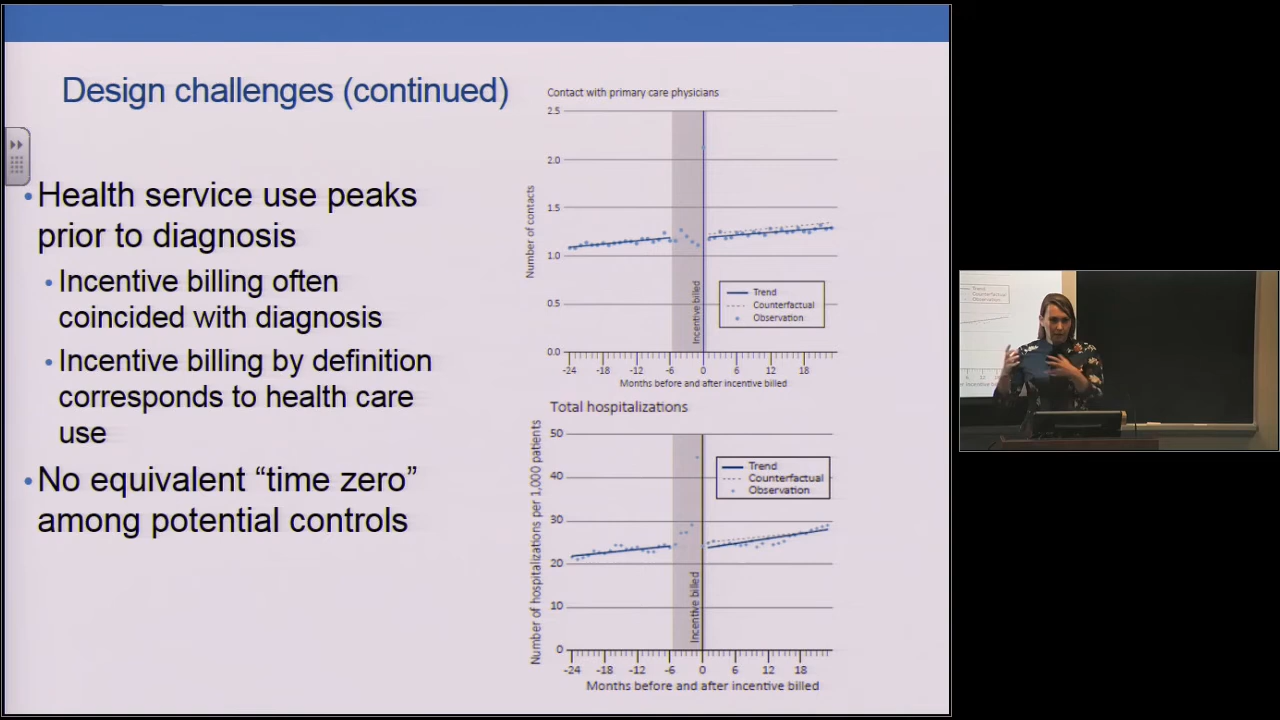 Design challenges (continued)
• Health service use peaks
prior to diagnosis
• Incentive billing often
coincided with diagnosis
• Incentive billing by definition
corresponds to health care
use
• No equivalent “time zero”
among potential controls
Contact with primary care physicians
Number of contacts
2.5
2.0
1.5
1.0
0.5
0.0
Incentive billed
Trend
Counterfactual
Observation
-24 -18 -12 -6 0 6 12 18
Months before and after incentive billed
Total hospitalizations
Number of hospitalizations per 1,000 patients
50
40
30
20
10
0
Incentive billed
Trend
Counterfactual
Observation
-24 -18 -12 -6 0 6 12 18
Months before and after incentive billed